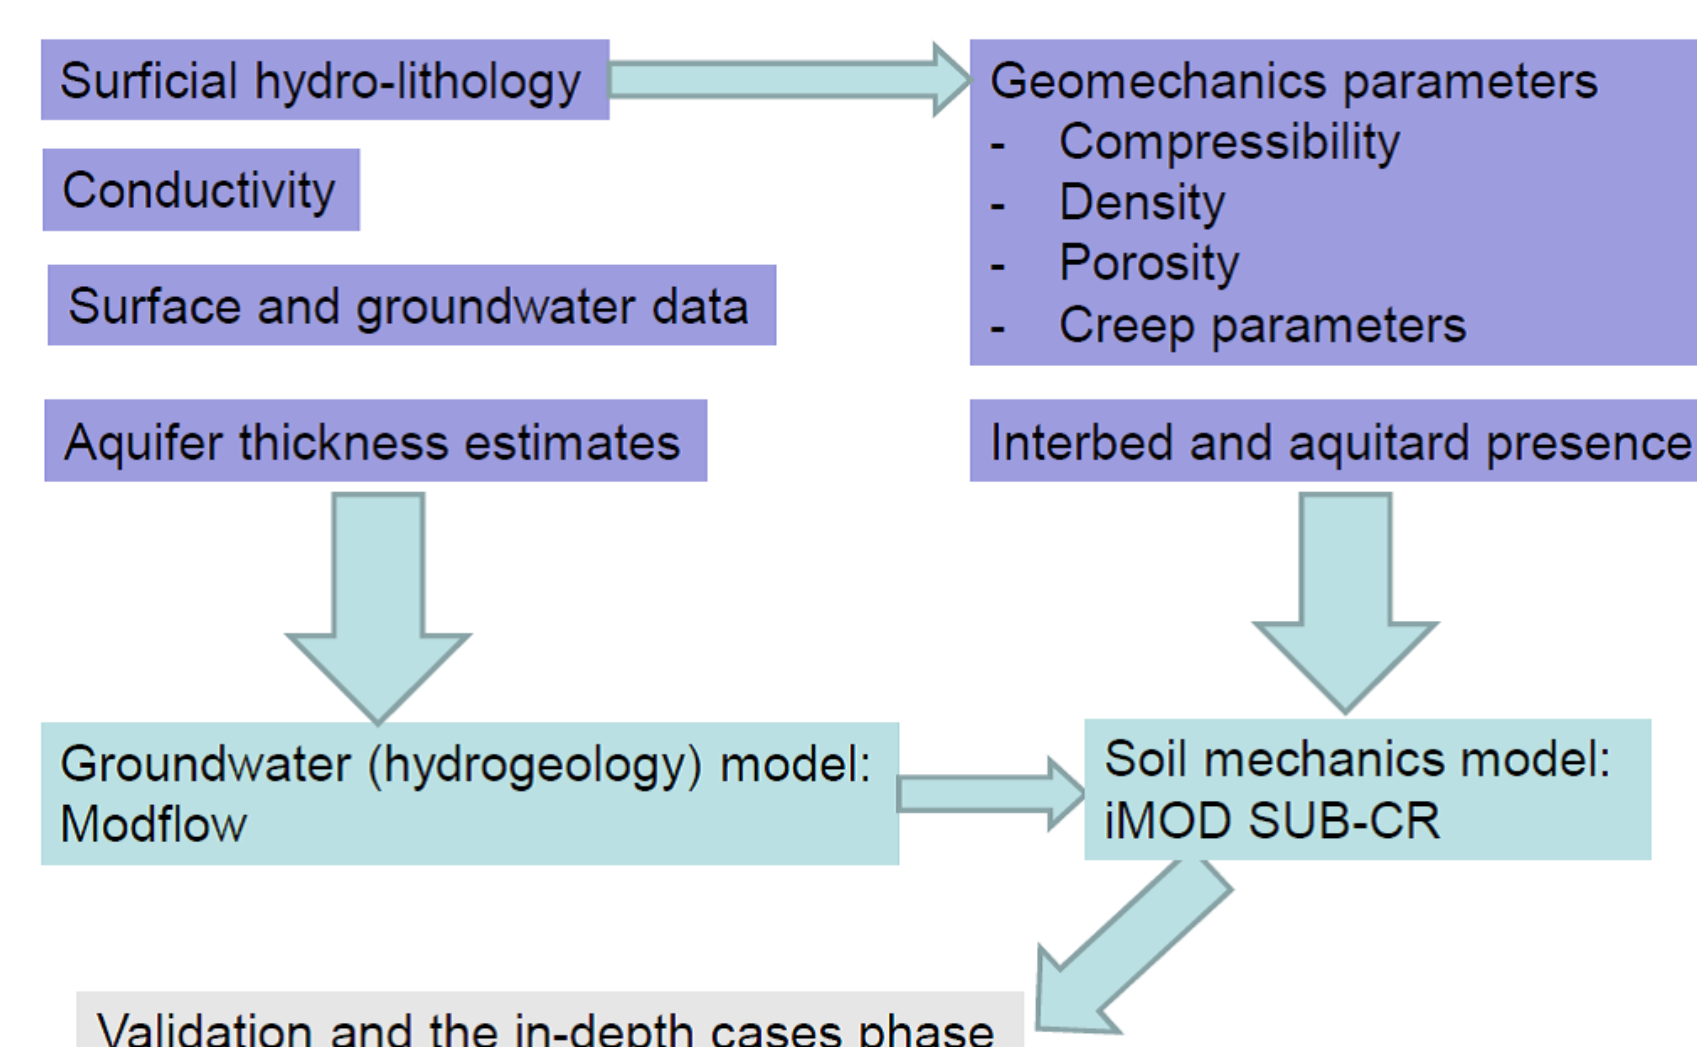 Surficial hydro-lithology
Conductivity
Surface and groundwater data
Aquifer thickness estimates
Geomechanics parameters
- Compressibility
- Density
- Porosity
- Creep parameters
Interbed and aquitard presence
Groundwater (hydrogeology) model:
Modflow
Soil mechanics model:
iMOD SUB-CR
Validation and the in-depth cases phase